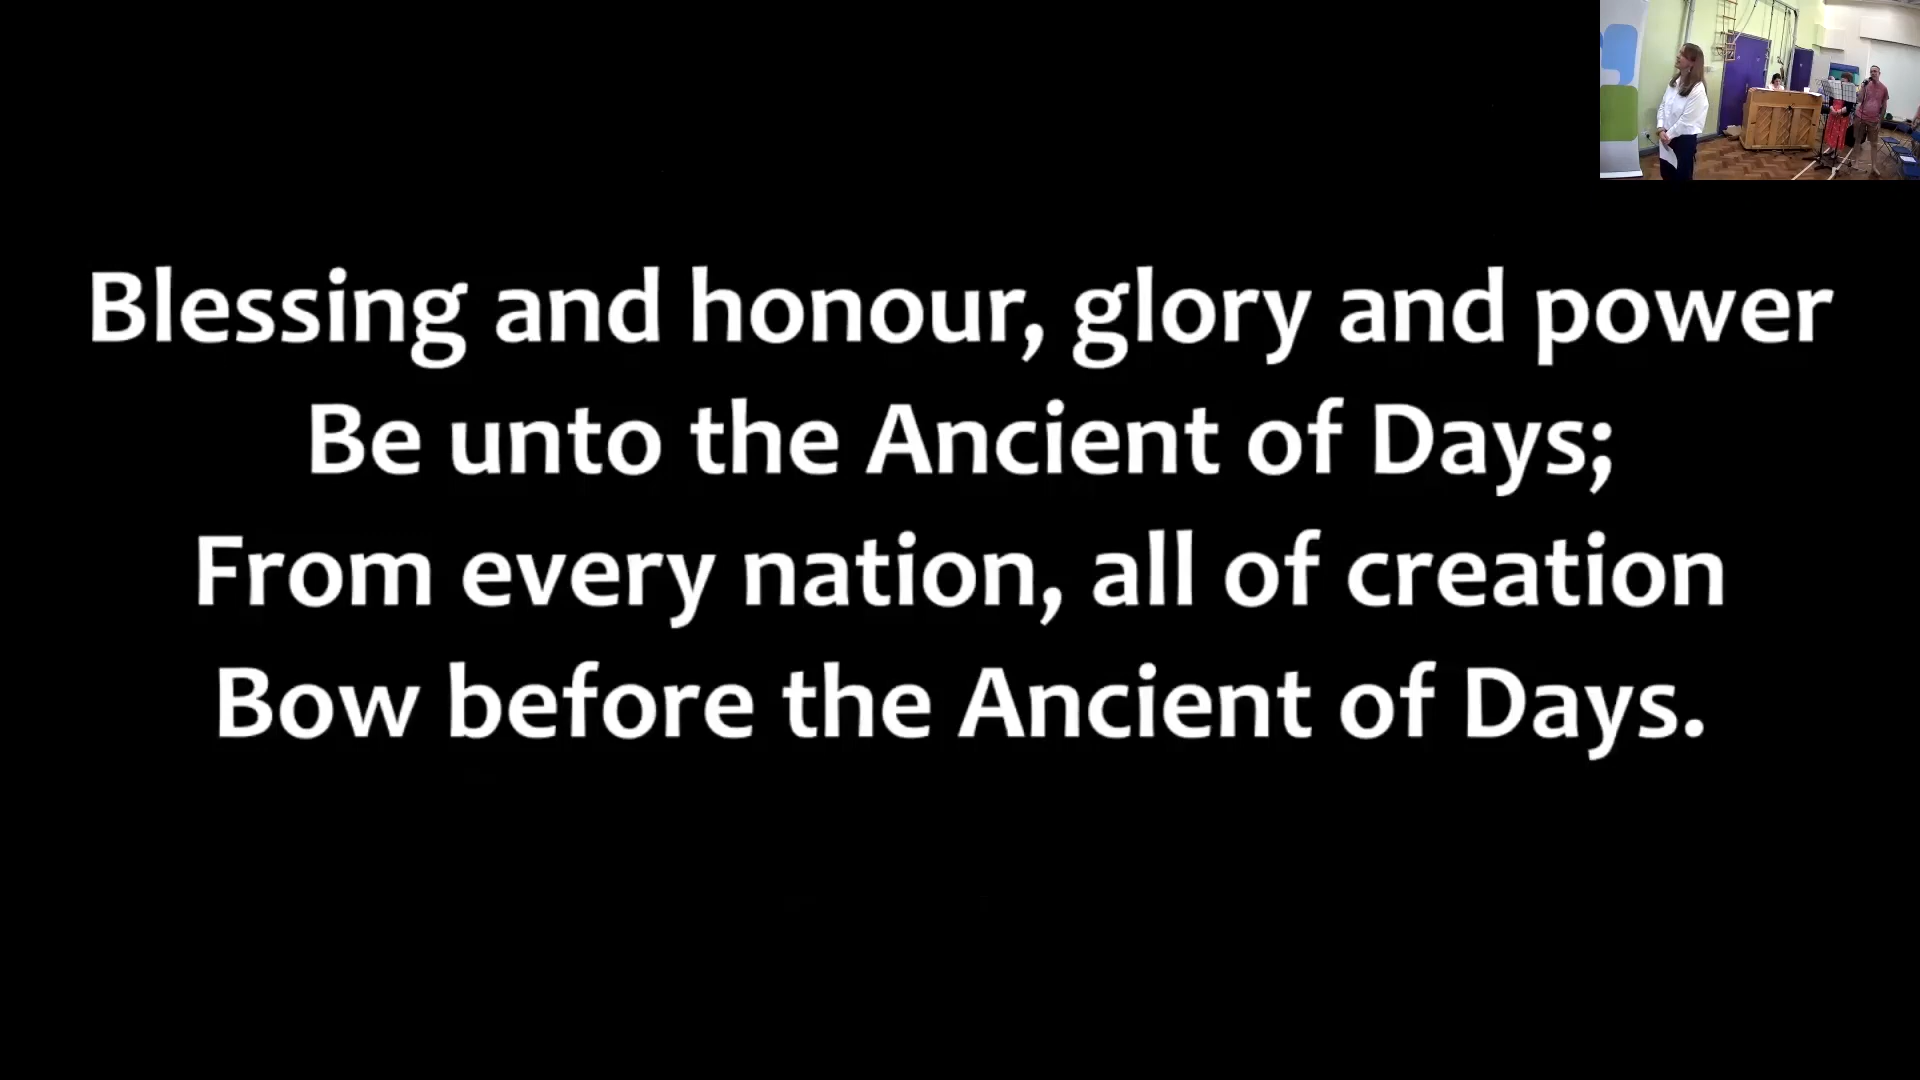 Blessing and honour, glory and power
Be unto the Ancient of Days;
From every nation, all of creation
Bow before the Ancient of Days.